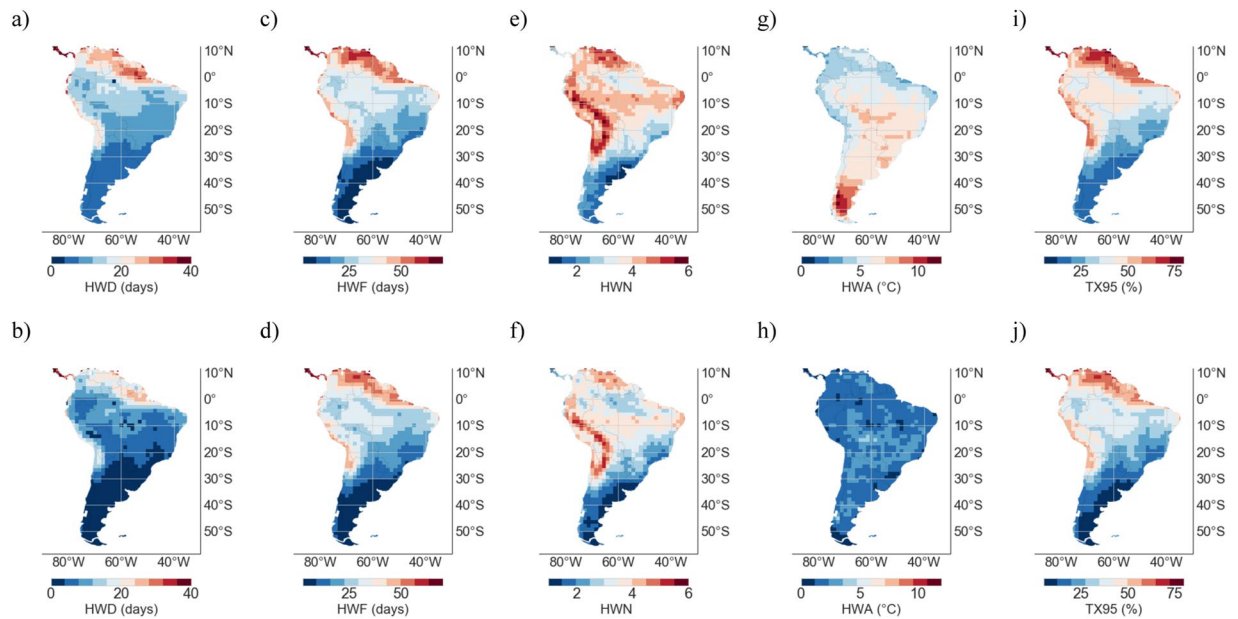 a) c) e) g) i)
10°N 10°N 10°N 10°N 10°N
0° 0° 0° 0° 0°
10°S 10°S 10°S 10°S 10°S
20°S 20°S 20°S 20°S 20°S
30°S 30°S 30°S 30°S 30°S
40°S 40°S 40°S 40°S 40°S
50°S 50°S 50°S 50°S 50°S
80°W 60°W 40°W 80°W 60°W 40°W 80°W 60°W 40°W 80°W 60°W 40°W 80°W 60°W 40°W
0 20 40 25 50 2 4 6 0 5 10 25 50 75
HWD (days) HWF (days) HWN HWA (°C) TX95 (%)
b) d) f) h) j)
10°N 10°N 10°N 10°N 10°N
0° 0° 0° 0° 0°
10°S 10°S 10°S 10°S 10°S
20°S 20°S 20°S 20°S 20°S
30°S 30°S 30°S 30°S 30°S
40°S 40°S 40°S 40°S 40°S
50°S 50°S 50°S 50°S 50°S
80°W 60°W 40°W 80°W 60°W 40°W 80°W 60°W 40°W 80°W 60°W 40°W 80°W 60°W 40°W
0 20 40 25 50 2 4 6 0 5 10 25 50 75
HWD (days) HWF (days) HWN HWA (°C) TX95 (%)